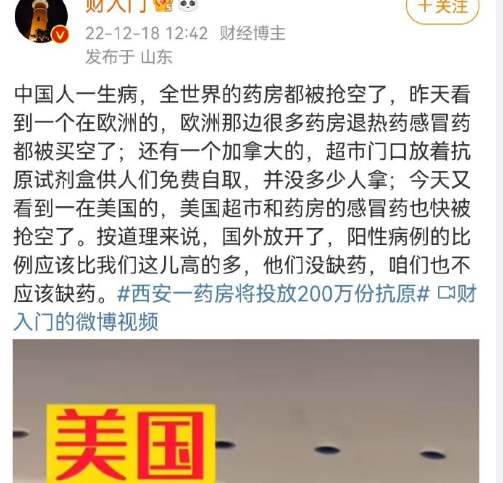 财入门
+关注
22-12-18 12:42 财经博主
发布于 山东
中国人一生病，全世界的药房都被抢空了，昨天看
到一个在欧洲的，欧洲那边很多药房退热药感冒药
都被买空了；还有一个加拿大的，超市门口放着抗
原试剂盒供人们免费自取，并没多少人拿；今天又
看到一在美国的，美国超市和药房的感冒药也快被
抢空了。按道理来说，国外放开了，阳性病例的比
例应该比我们这儿高的多，他们没缺药，咱们也不
应该缺药。#西安一药房将投放200万份抗原# 财
入门的微博视频
美国